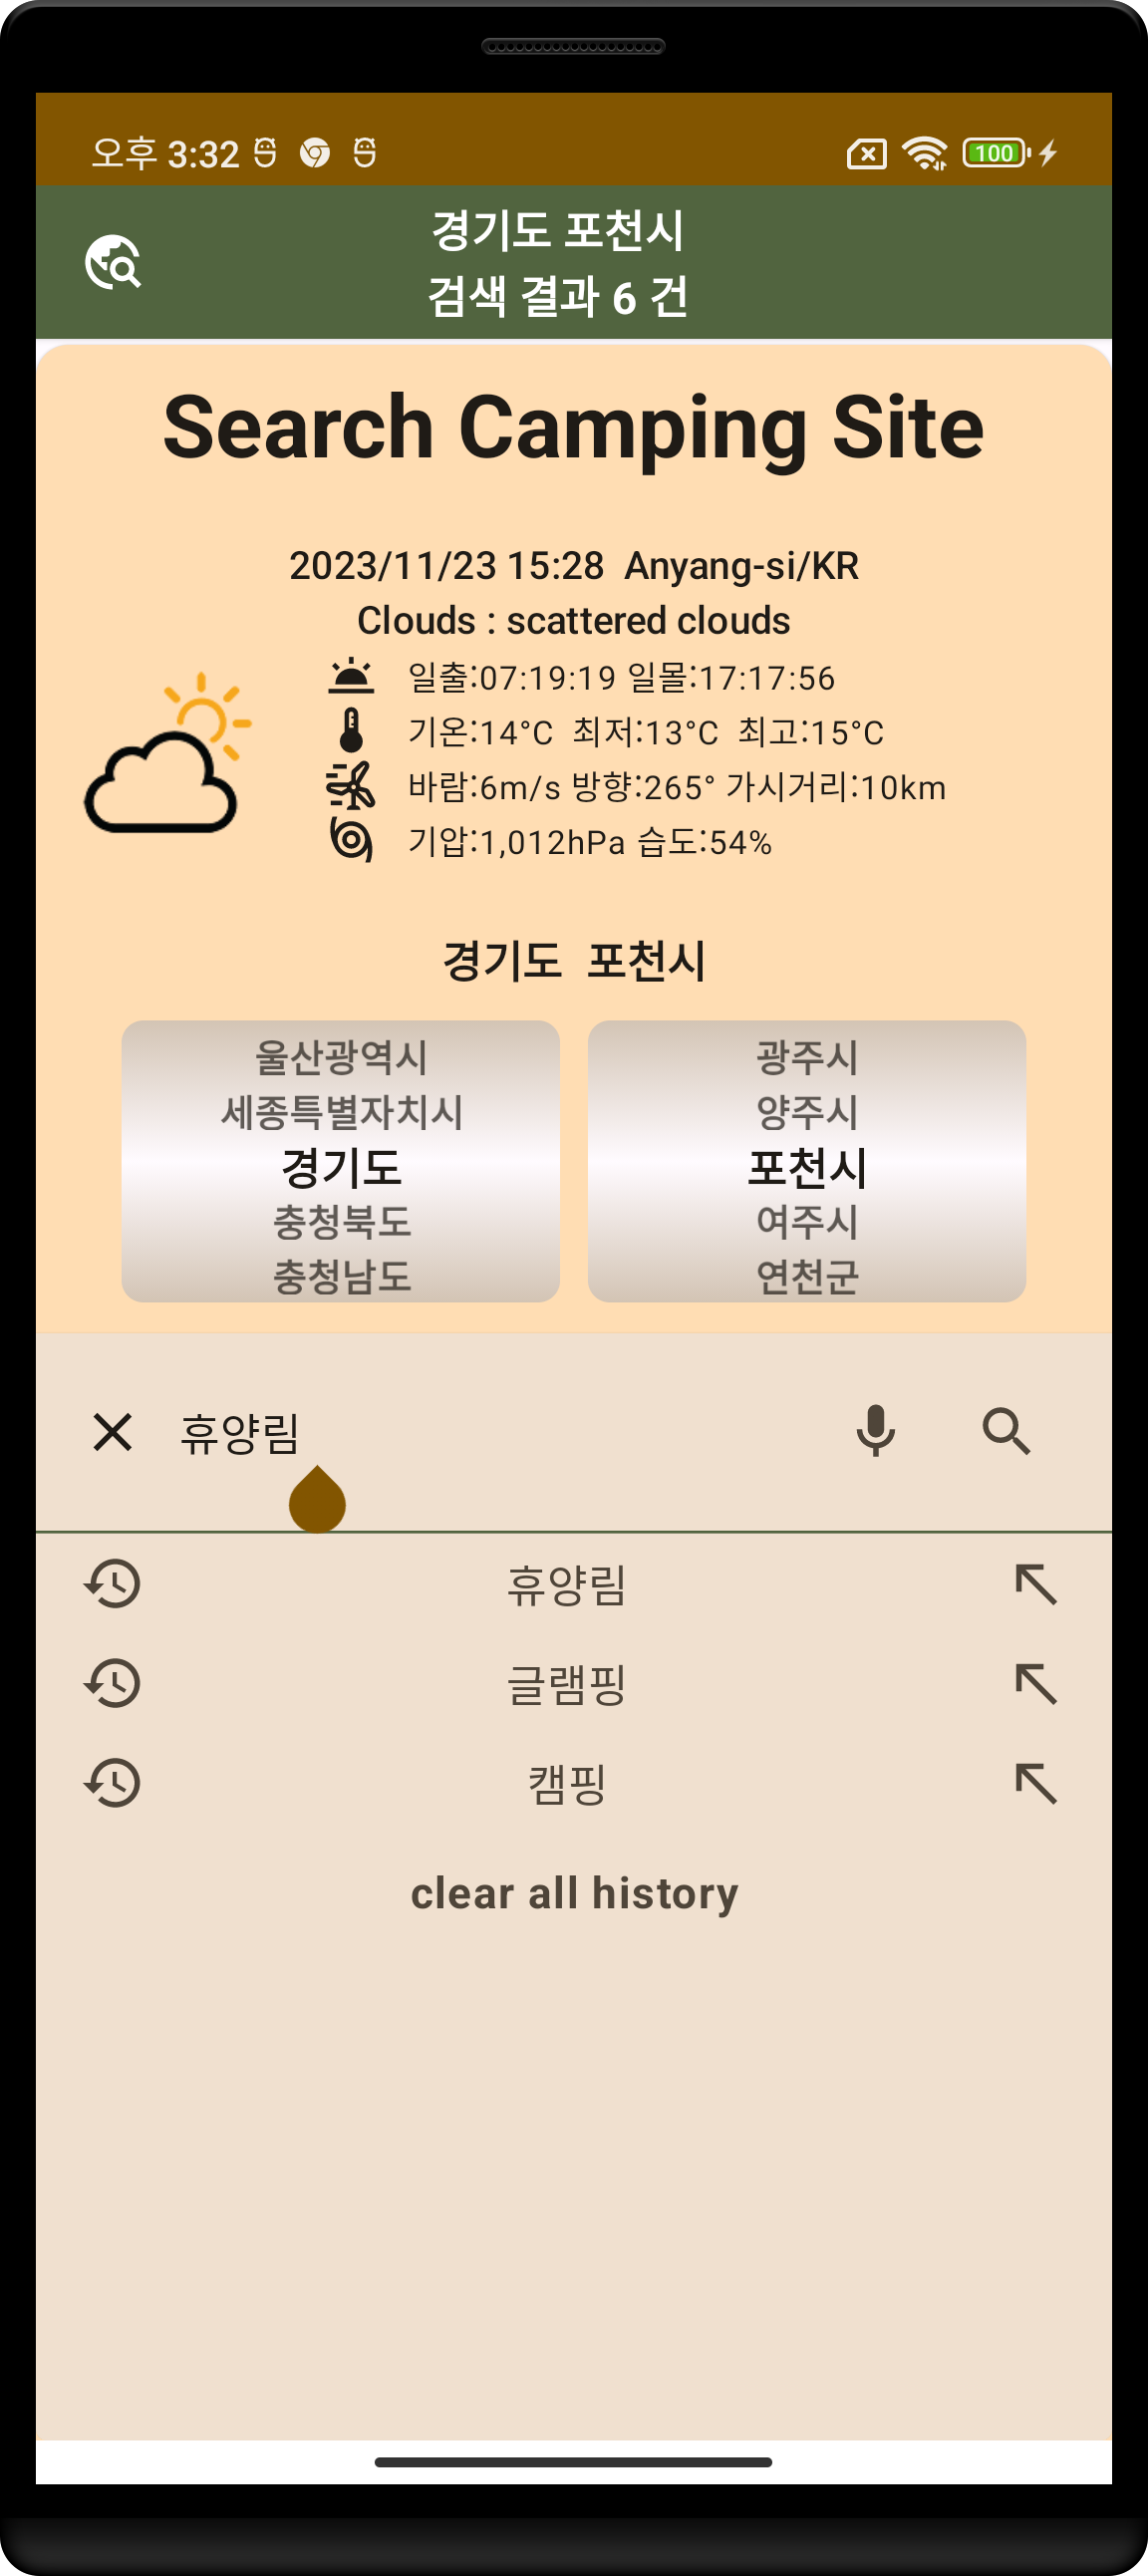 오후 3:32
100
경기도 포천시
검색 결과 6 건
Search Camping Site
2023/11/23 15:28 Anyang-si/KR
Clouds : scattered clouds
일출:07:19:19 일몰:17:17:56
기온:14°C 최저:13°C 최고:15°C
바람:6m/s 방향:265° 가시거리:10km
기압:1,012hPa 습도:54%
경기도 포천시
울산광역시
세종특별자치시
경기도
충청북도
충청남도
광주시
양주시
포천시
여주시
연천군
휴양림
휴양림
글램핑
캠핑
clear all history